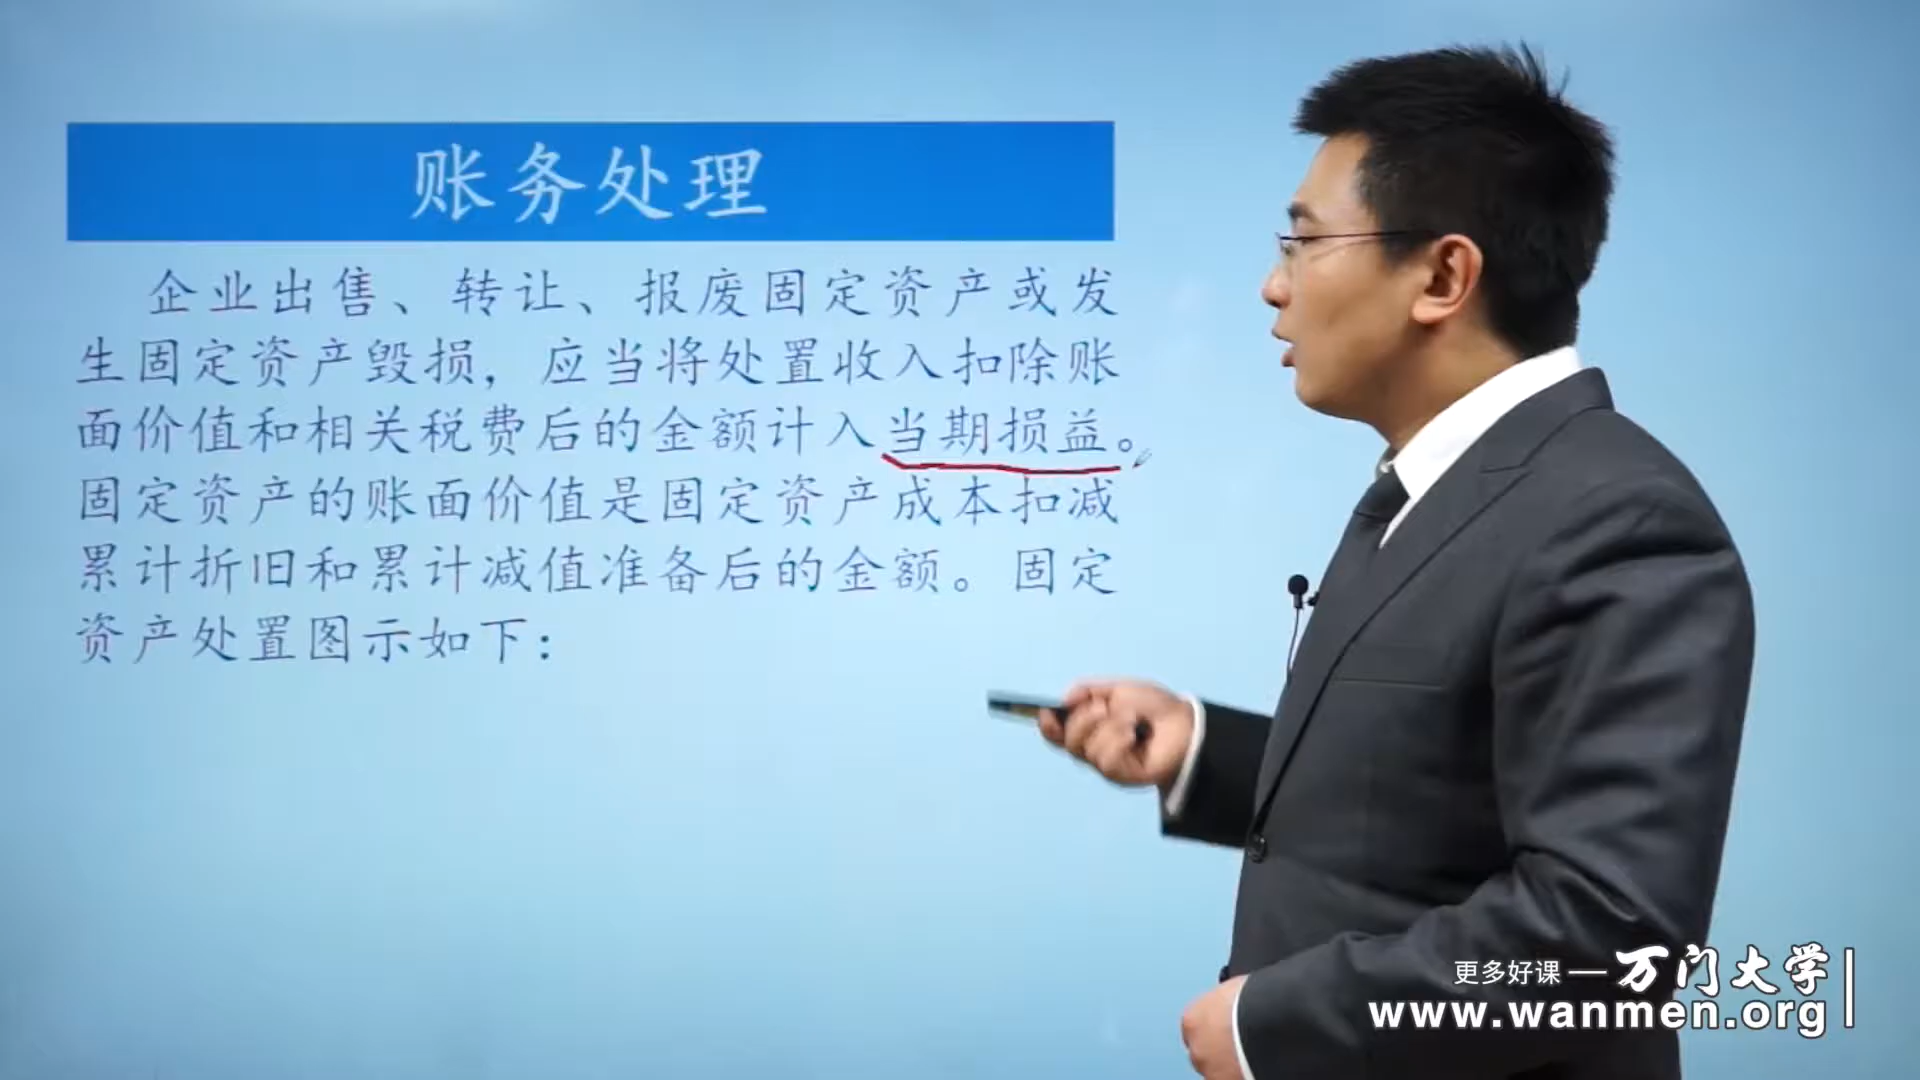 账务处理
企业出售、转让、报废固定资产或发
生固定资产毁损，应当将处置收入扣除账
面价值和相关税费后的金额计入当期损益。
固定资产的账面价值是固定资产成本扣减
累计折旧和累计减值准备后的金额。固定
资产处置图示如下：
更多好课—万门大学
www.wanmen.org